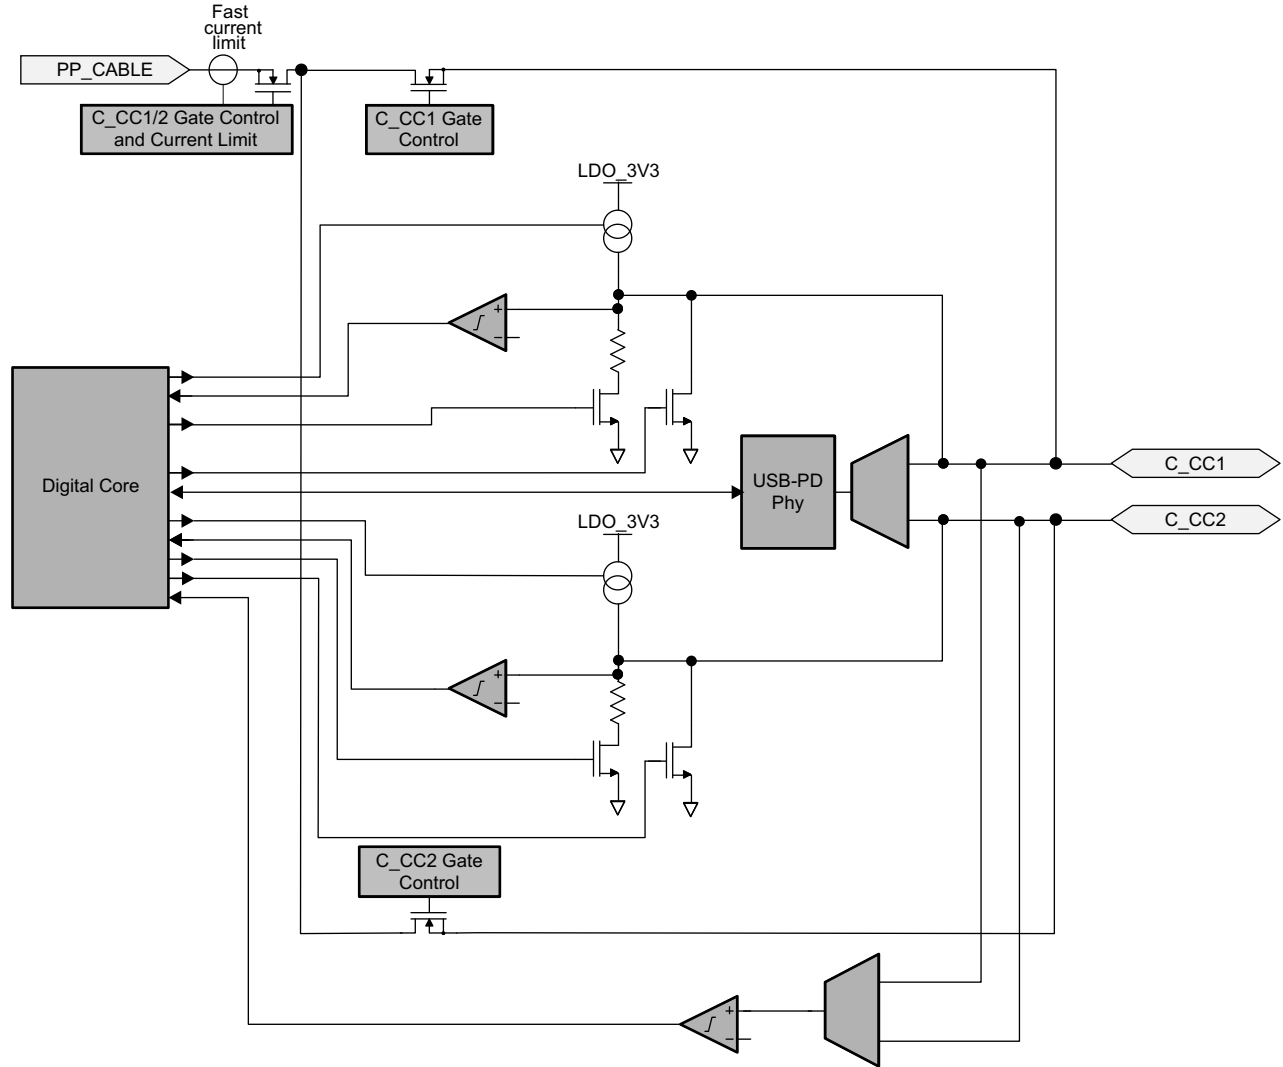 Fast
current
limit
PP_CABLE
C_CC1/2 Gate Control
and Current Limit
C_CC1 Gate
Control
LDO_3V3
+
−
Digital Core
USB-PD
Phy
C_CC1
C_CC2
LDO_3V3
+
−
C_CC2 Gate
Control
+
−